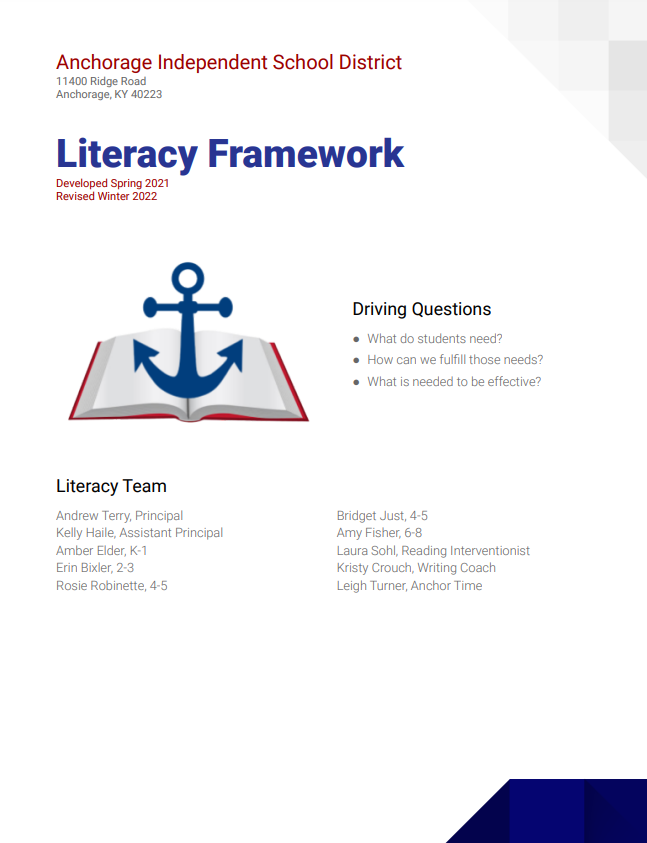 Anchorage Independent School District
11400 Ridge Road
Anchorage, KY 40223
Literacy Framework
Developed Spring 2021
Revised Winter 2022
Driving Questions
● What do students need?
● How can we fulfill those needs?
● What is needed to be effective?
Literacy Team
Andrew Terry, Principal
Kelly Haile, Assistant Principal
Amber Elder, K-1
Erin Bixler, 2-3
Rosie Robinette, 4-5
Bridget Just, 4-5
Amy Fisher, 6-8
Laura Sohl, Reading Interventionist
Kristy Crouch, Writing Coach
Leigh Turner, Anchor Time